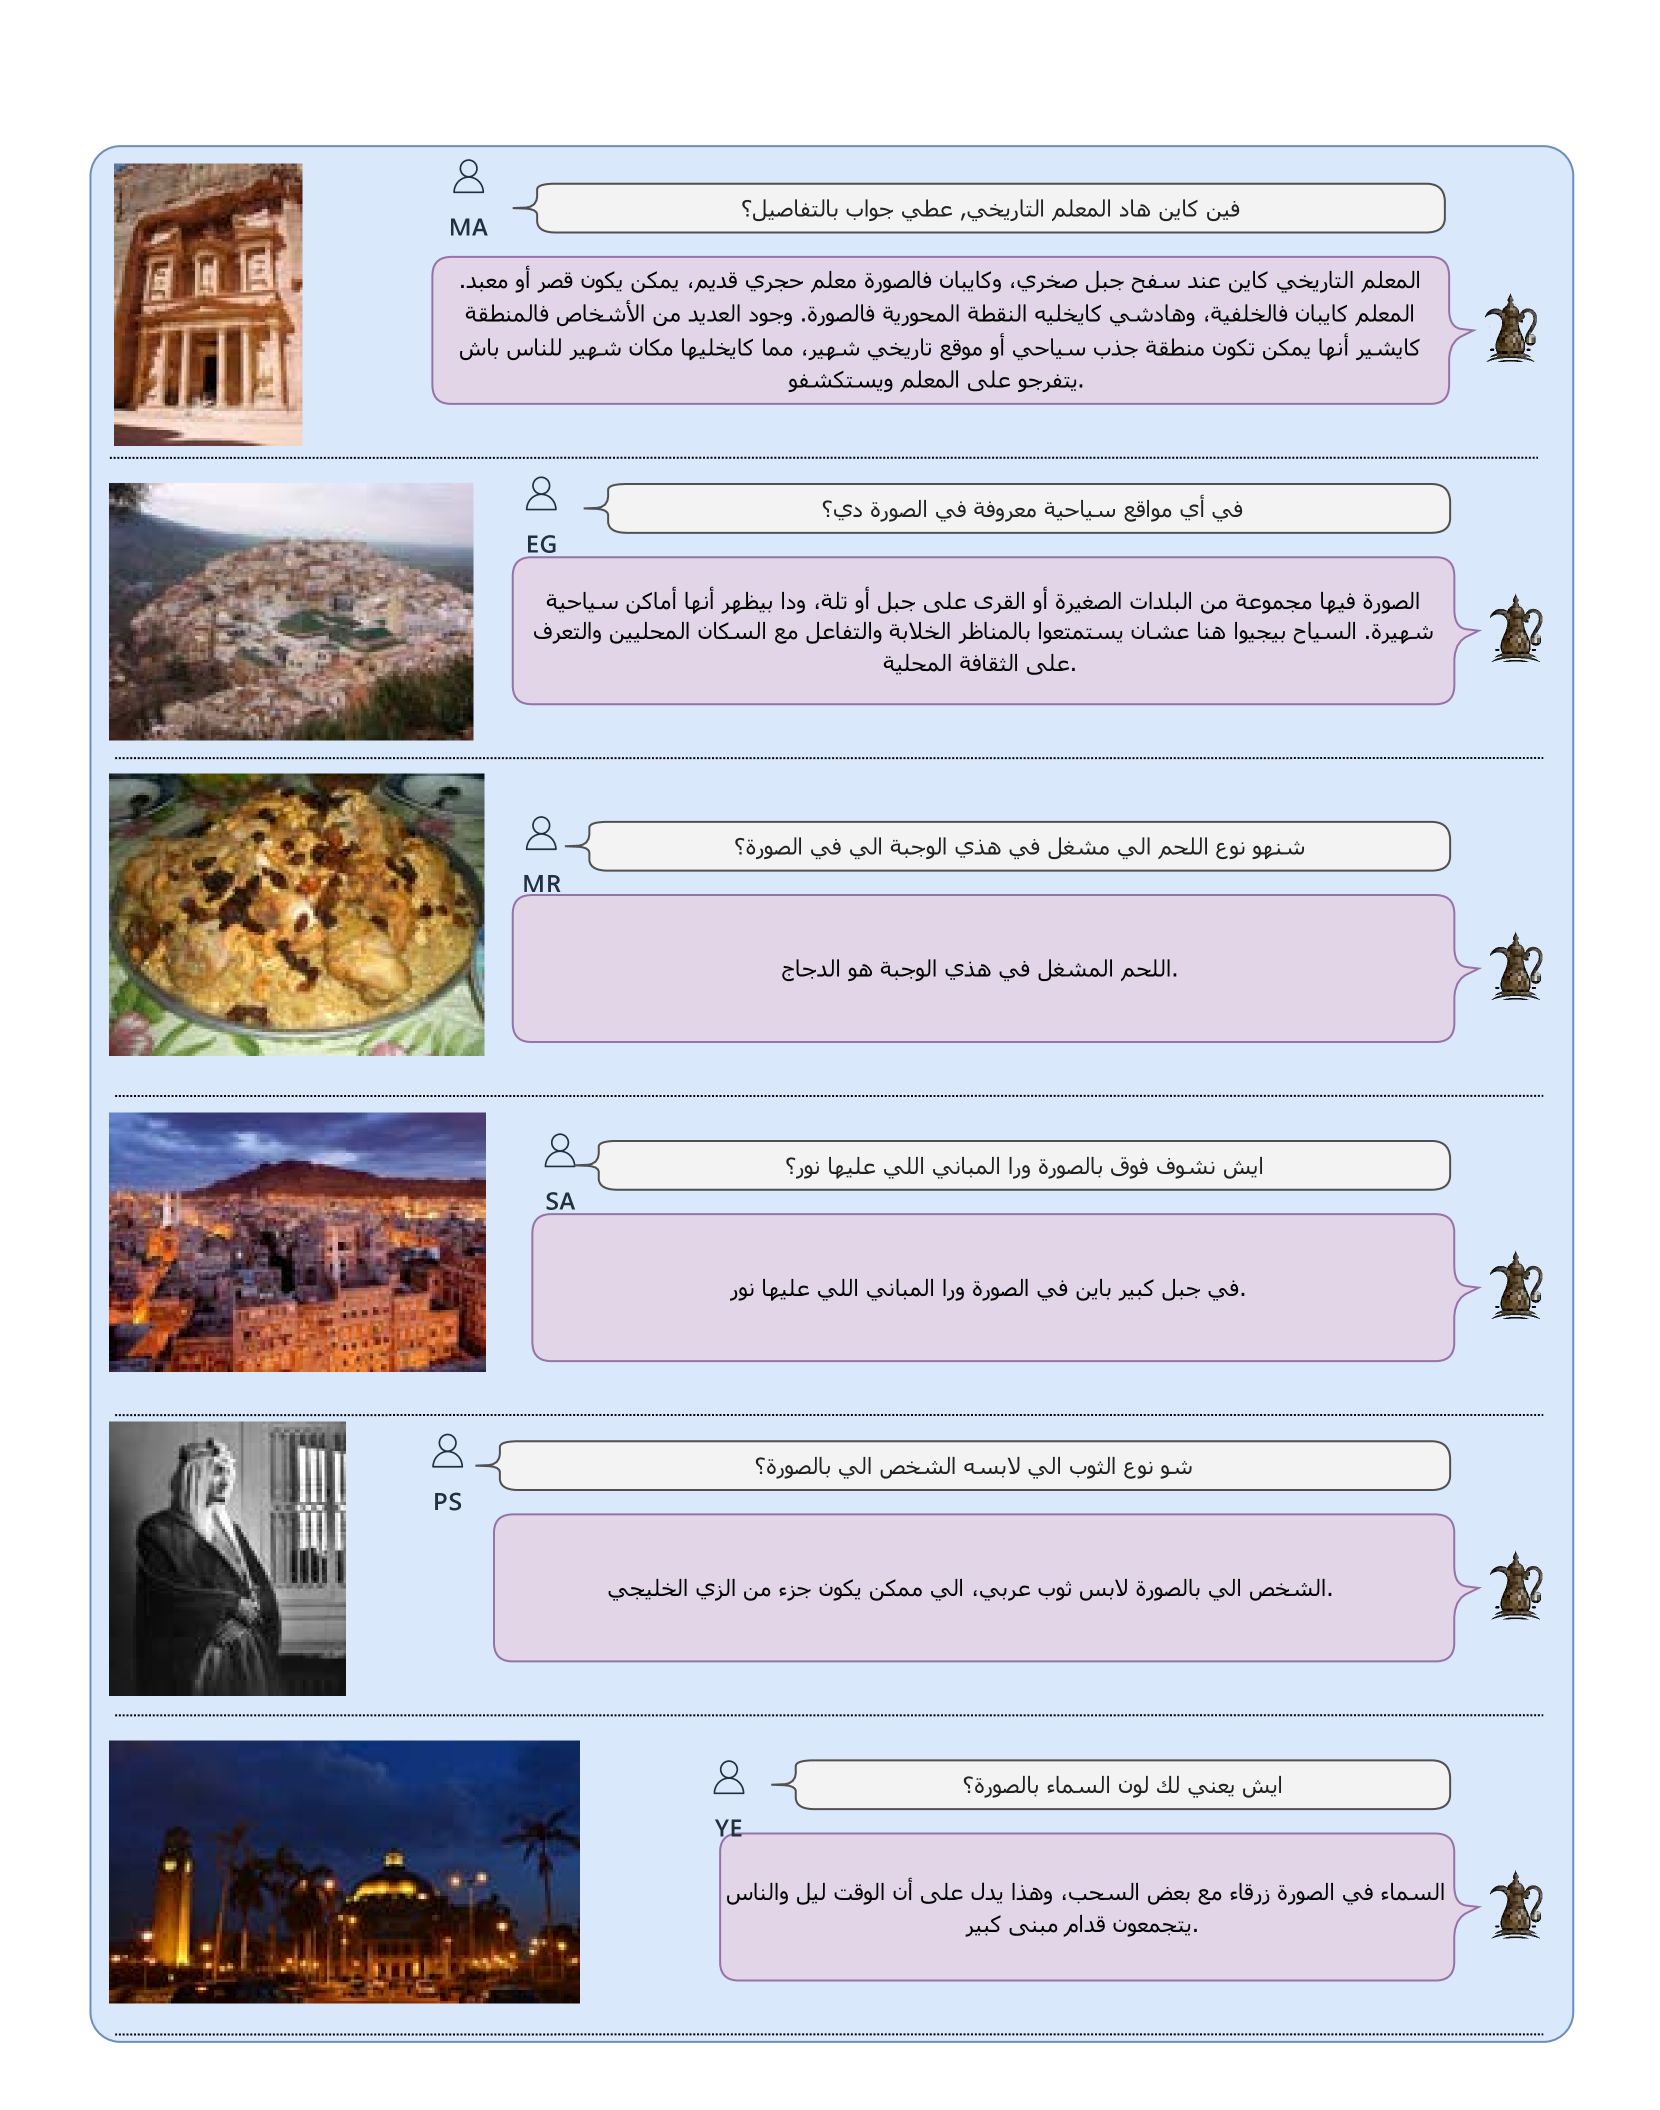 MA
فين كاين هاد المعلم التاريخي, عطي جواب بالتفاصيل؟
المعلم التاريخي كاين عند سفح جبل صخري، وكايبان فالصورة معلم حجري قديم، يمكن يكون قصر أو معبد.
المعلم كايبان فالخلفية، وهادشي كايخليه النقطة المحورية فالصورة. وجود العديد من الأشخاص فالمنطقة
كايشير أنها يمكن تكون منطقة جذب سياحي أو موقع تاريخي شهير، مما كايخليها مكان شهير للناس باش
يتفرجو على المعلم ويستكشفو.
EG
في أي مواقع سياحية معروفة في الصورة دي؟
الصورة فيها مجموعة من البلدات الصغيرة أو القرى على جبل أو تلة، ودا بيظهر أنها أماكن سياحية
شهيرة. السياح بيجيوا هنا عشان يستمتعوا بالمناظر الخلابة والتفاعل مع السكان المحليين والتعرف
على الثقافة المحلية.
MR
شنهو نوع اللحم الي مشغل في هذي الوجبة الي في الصورة؟
اللحم المشغل في هذي الوجبة هو الدجاج.
SA
ايش نشوف فوق بالصورة ورا المباني اللي عليها نور؟
في جبل كبير باين في الصورة ورا المباني اللي عليها نور.
PS
شو نوع الثوب الي لابسه الشخص الي بالصورة؟
الشخص الي بالصورة لابس ثوب عربي، الي ممكن يكون جزء من الزي الخليجي.
YE
ايش يعني لك لون السماء بالصورة؟
السماء في الصورة زرقاء مع بعض السحب، وهذا يدل على أن الوقت ليل والناس
يتجمعون قدام مبنى كبير.